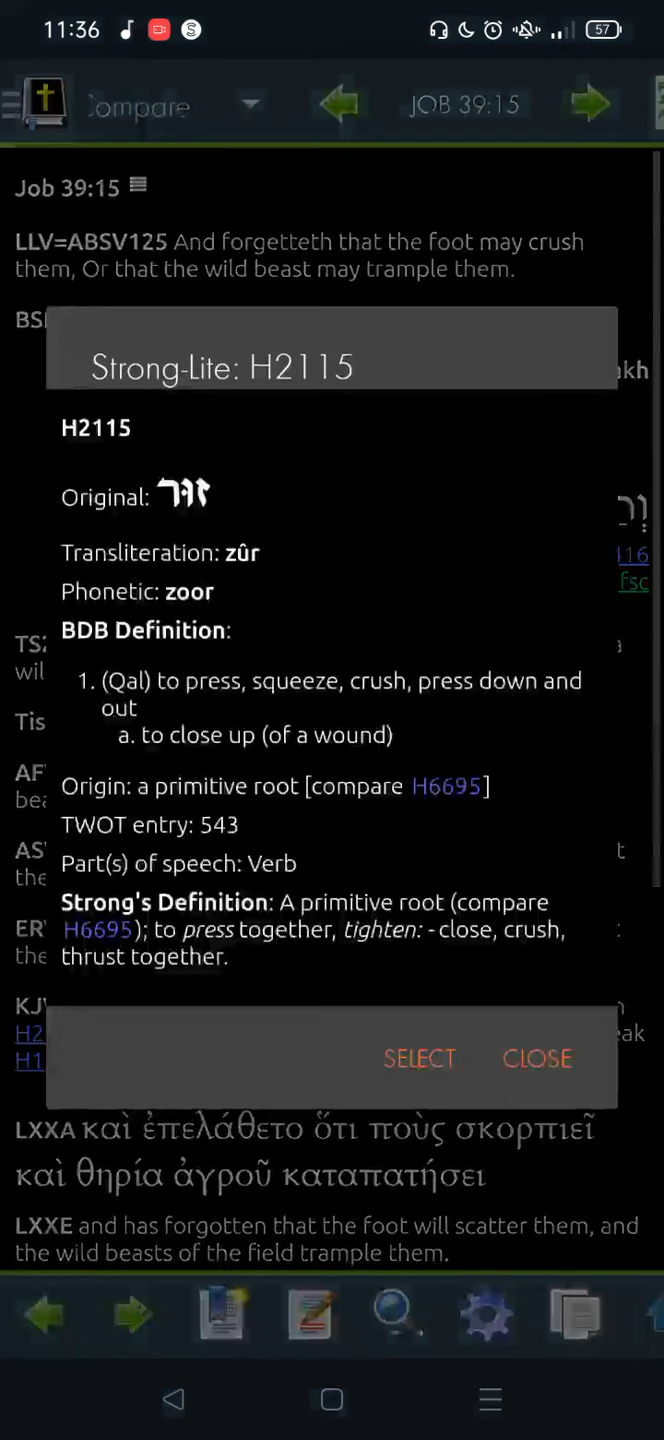 11:36
57
Compare
JOB 39:15
Job 39:15
LLV=ABSV125 And forgetteth that the foot may crush
them, Or that the wild beast may trample them.
Strong-Lite: H2115
H2115
Original: זוּר
Transliteration: zûr
Phonetic: zoor
BDB Definition:
1. (Qal) to press, squeeze, crush, press down and
out
a. to close up (of a wound)
Origin: a primitive root [compare H6695]
TWOT entry: 543
Part(s) of speech: Verb
Strong's Definition: A primitive root (compare
H6695); to press together, tighten: - close, crush,
thrust together.
SELECT CLOSE
LXXA καὶ ἐπελάθετο ὅτι ποὺς σκορπιεῖ
καὶ θηρία ἀγροῦ καταπατήσει
LXXE and has forgotten that the foot will scatter them, and
the wild beasts of the field trample them.